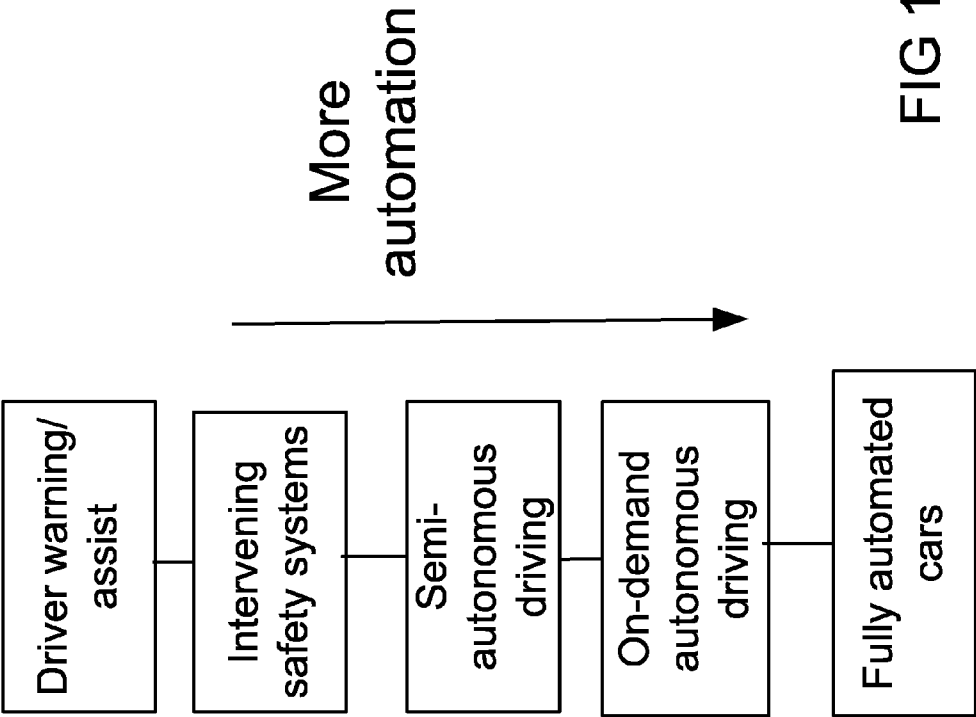 Driver warning/
assist
Intervening
safety systems
Semi-
autonomous
driving
On-demand
autonomous
driving
Fully automated
cars
More
automation
FIG 1